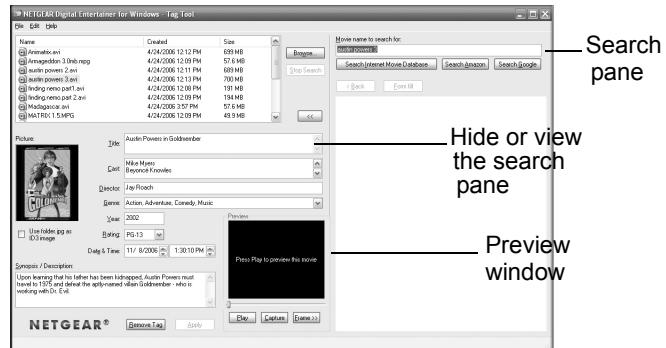 NETGEAR Digital Entertainer for Windows - Tag Tool
File Edit Help
Name Created Size
Animatrix.avi 4/24/2006 12:12 PM 699 MB
Armageddon 3.0mb.mpg 4/24/2006 12:09 PM 57.6 MB
austin powers 2.avi 4/24/2006 12:11 PM 689 MB
austin powers 3.avi 4/24/2006 12:13 PM 700 MB
finding.nemo.part1.avi 4/24/2006 12:08 PM 191 MB
finding.nemo.part 2.avi 4/24/2006 12:09 PM 194 MB
Madagascar.avi 4/24/2006 3:57 PM 57.6 MB
MATRIX 1.5.MPG 4/24/2006 12:09 PM 49.9 MB
Browse
Stop Search
<<
Movie name to search for:
austin powers 3
Search Internet Movie Database Search Amazon Search Google
< Back Form fill
Search
pane
Hide or view
the search
pane
Preview
window
Picture:
GOLDMEMBER
Use folder.jpg as
ID3 image
Title: Austin Powers in Goldmember
Cast: Mike Myers
Beyoncé Knowles
Director: Jay Roach
Genre: Action, Adventure, Comedy, Music
Year: 2002
Rating: PG-13
Date & Time: 11/ 8/2006 1:30:10 PM
Preview
Press Play to preview this movie
Play Capture Frame >>
Synopsis / Description:
Upon learning that his father has been kidnapped, Austin Powers must
travel to 1975 and defeat the aptly-named villain Goldmember - who is
working with Dr. Evil.
NETGEAR®
Remove Tag Apply